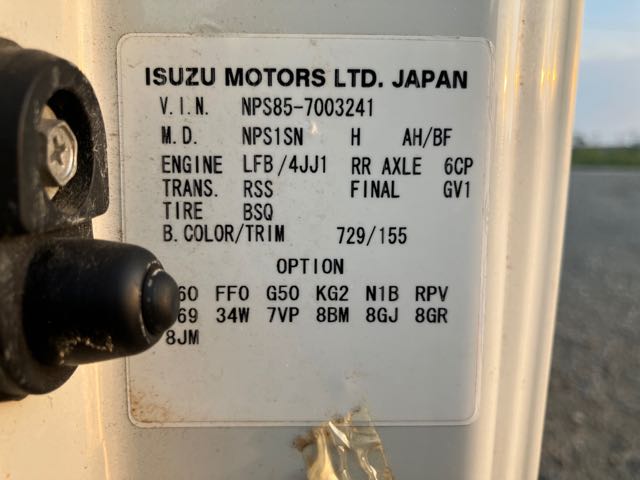 ISUZU MOTORS LTD. JAPAN
V.I.N. NPS85-7003241
M.D. NPS1SN H AH/BF
ENGINE LFB/4JJ1 RR AXLE 6CP
TRANS. RSS FINAL GV1
TIRE BSQ
B.COLOR/TRIM 729/155
OPTION
FF0 G50 KG2 N1B RPV
34W 7VP 8BM 8GJ 8GR
8JM